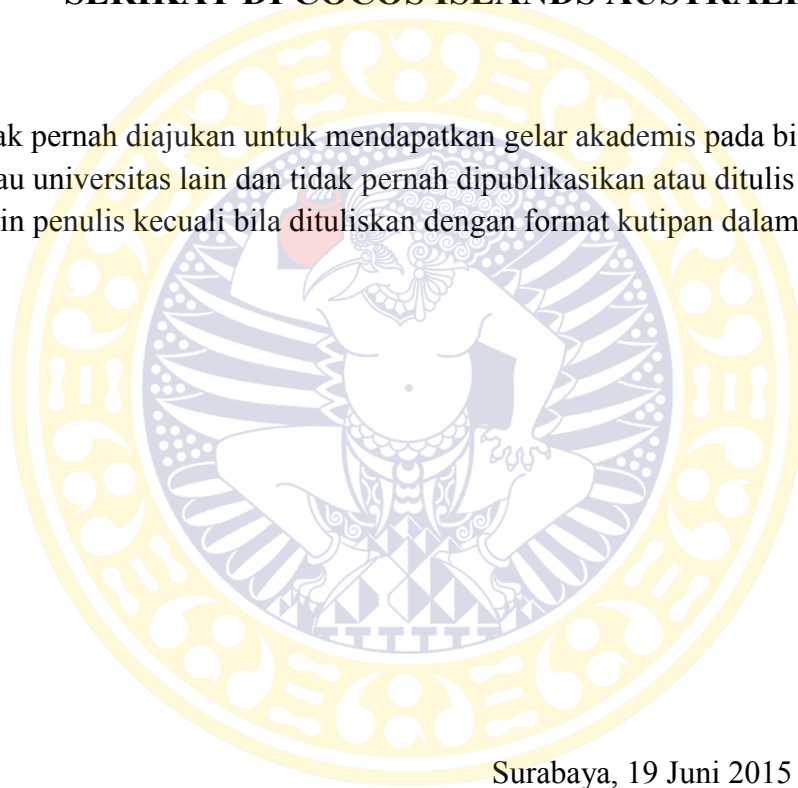 SERIKAT DI COCOS ISLANDS AUSTRALI
ak pernah diajukan untuk mendapatkan gelar akademis pada bi
au universitas lain dan tidak pernah dipublikasikan atau ditulis
in penulis kecuali bila dituliskan dengan format kutipan dalam
Surabaya, 19 Juni 2015